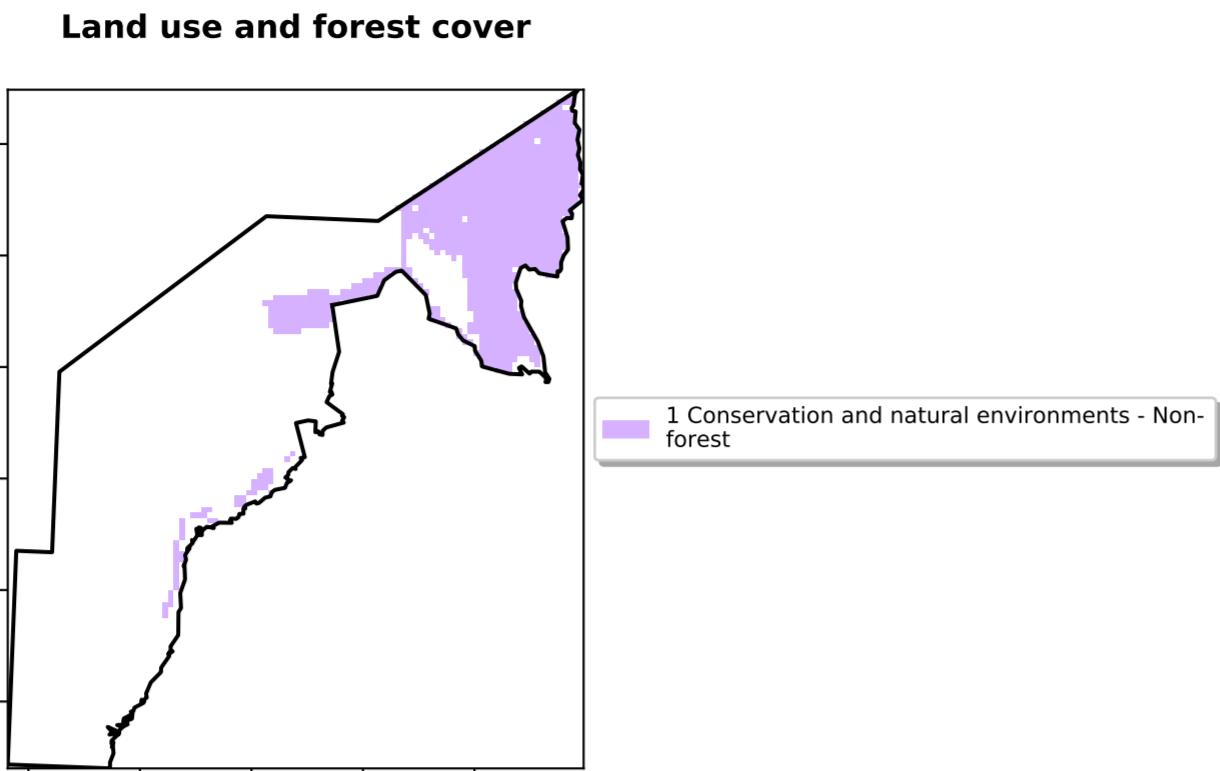 Land use and forest cover
1 Conservation and natural environments - Non-
forest